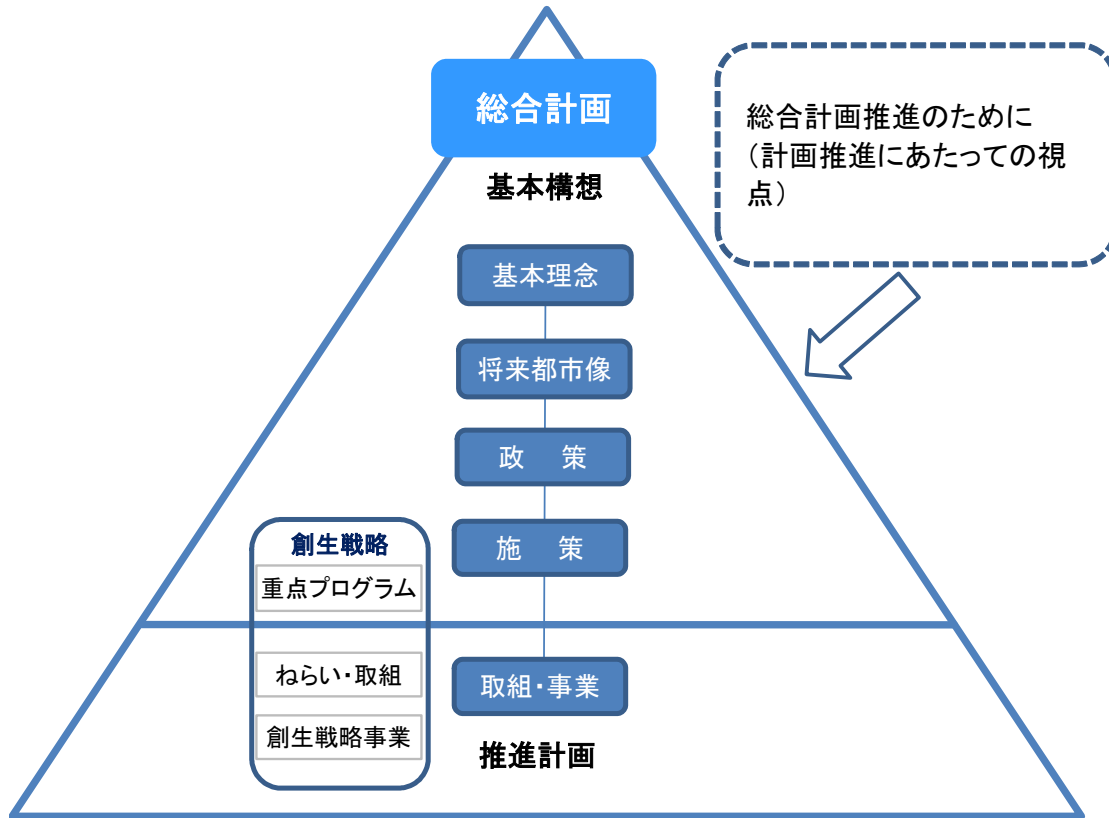 総合計画
総合計画推進のために
（計画推進にあたっての視
点）
基本構想
基本理念
将来都市像
政　策
施　策
創生戦略
重点プログラム
ねらい・取組
創生戦略事業
取組・事業
推進計画